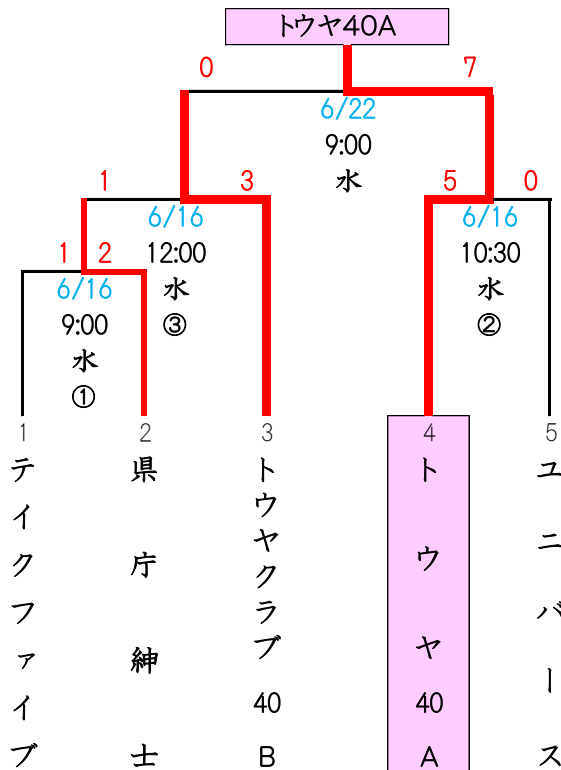 トウヤ40A
0 7
6/22
9:00
水
1 3 5 0
6/16 6/16
12:00 10:30
水 水
③ ②
1 2
6/16
9:00
水
①
1 2 3 4 5
テイクファイブ
県庁紳士
トウヤクラブ40B
トウヤ40A
ユニバース